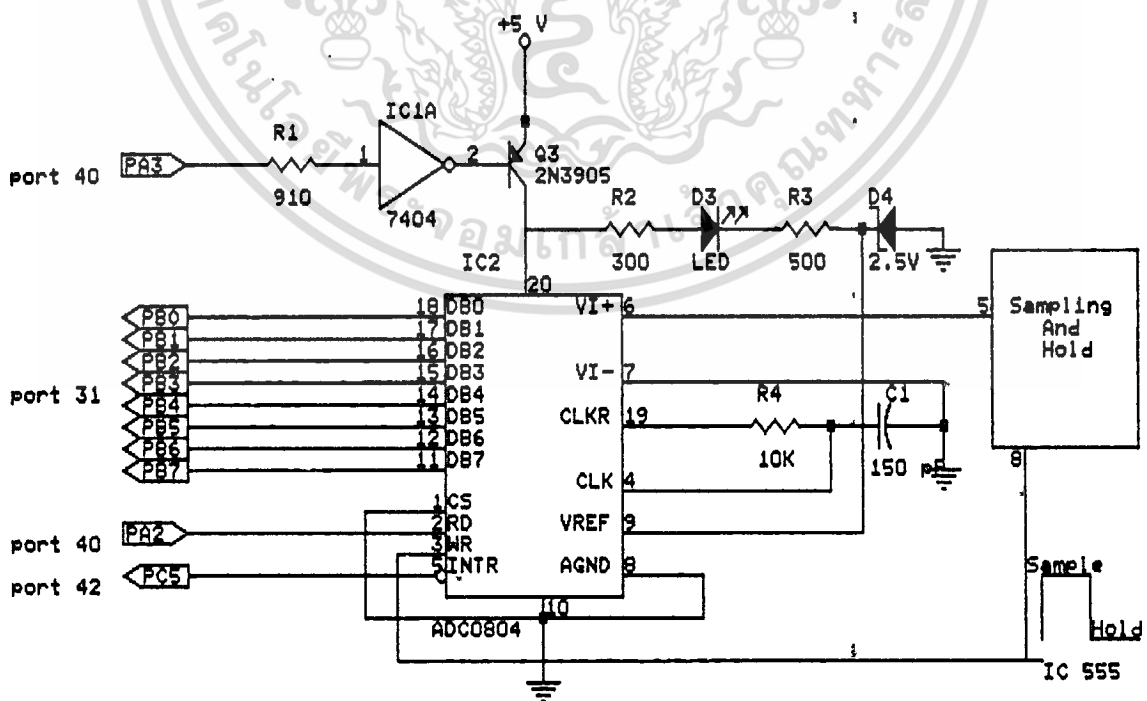 +5 V
IC1A
R1
port 40 PA3
1
2
Q3
2N3905
910
7404
R2
D3
R3
D4
300
LED
500
2.5V
IC2
20
Sampling
And
Hold
PB0 18 DB0
VI+ 6
5
PB1 17 DB1
PB2 16 DB2
PB3 15 DB3
VI- 7
port 31
PB4 14 DB4
PB5 13 DB5
CLKR 19
R4
C1
PB6 12 DB6
PB7 11 DB7
10K
150 pF
8
CLK 4
1 CS
port 40 PA2 2 RD
VREF 9
3 WR
port 42 PC5 5 INTR
AGND 8
10
ADC0804
Sample
Hold
IC 555